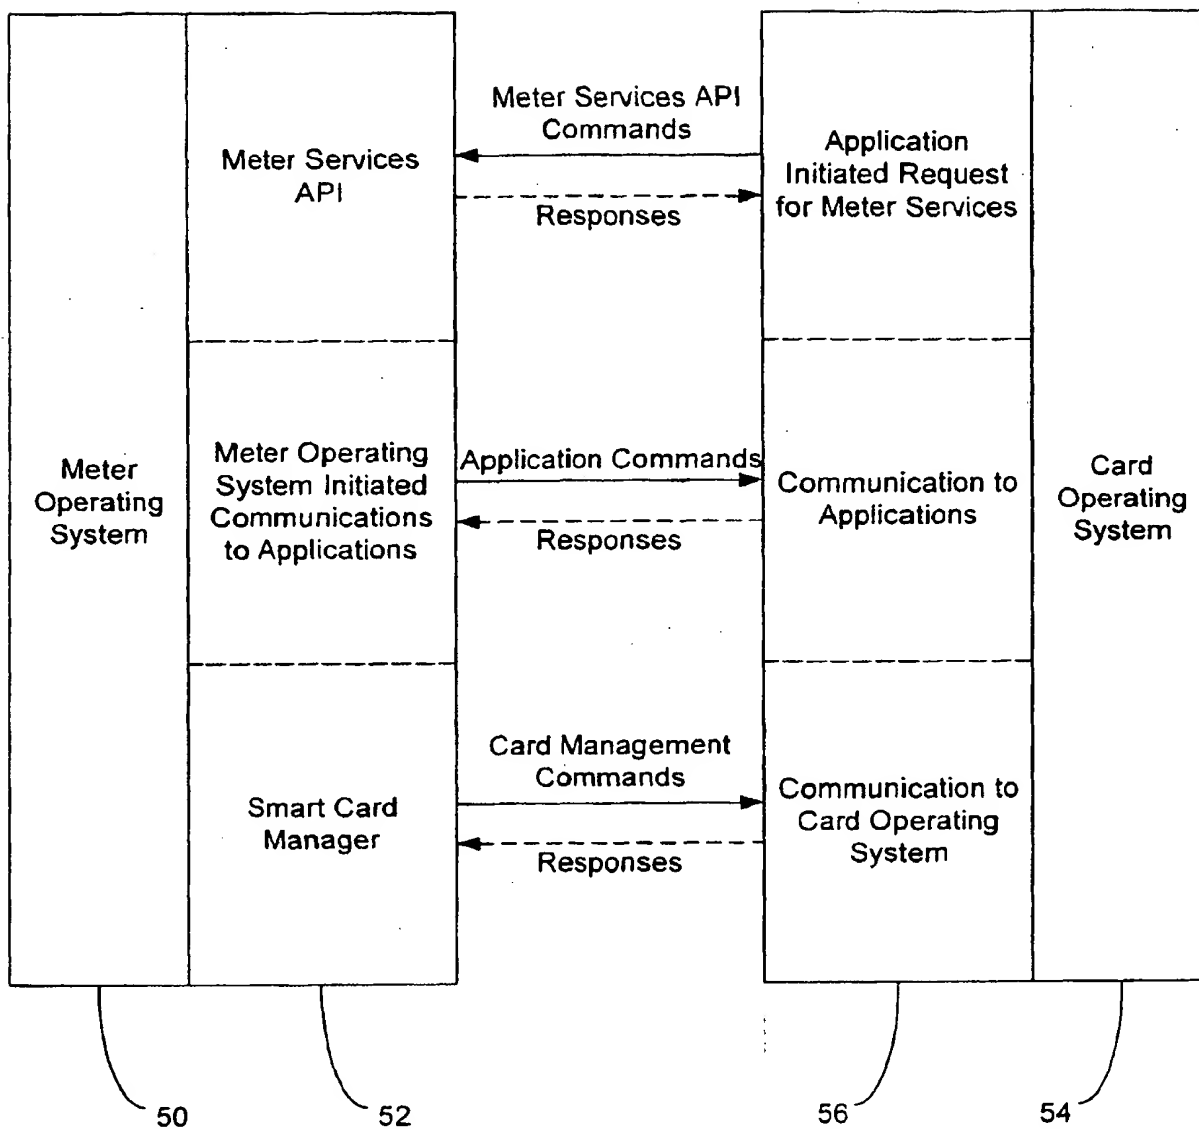 Meter
Operating
System
Meter Services
API
Meter Services API
Commands
Responses
Application
Initiated Request
for Meter Services
Meter Operating
System Initiated
Communications
to Applications
Application Commands
Responses
Communication to
Applications
Smart Card
Manager
Card Management
Commands
Responses
Communication to
Card Operating
System
Card
Operating
System
50
52
56
54